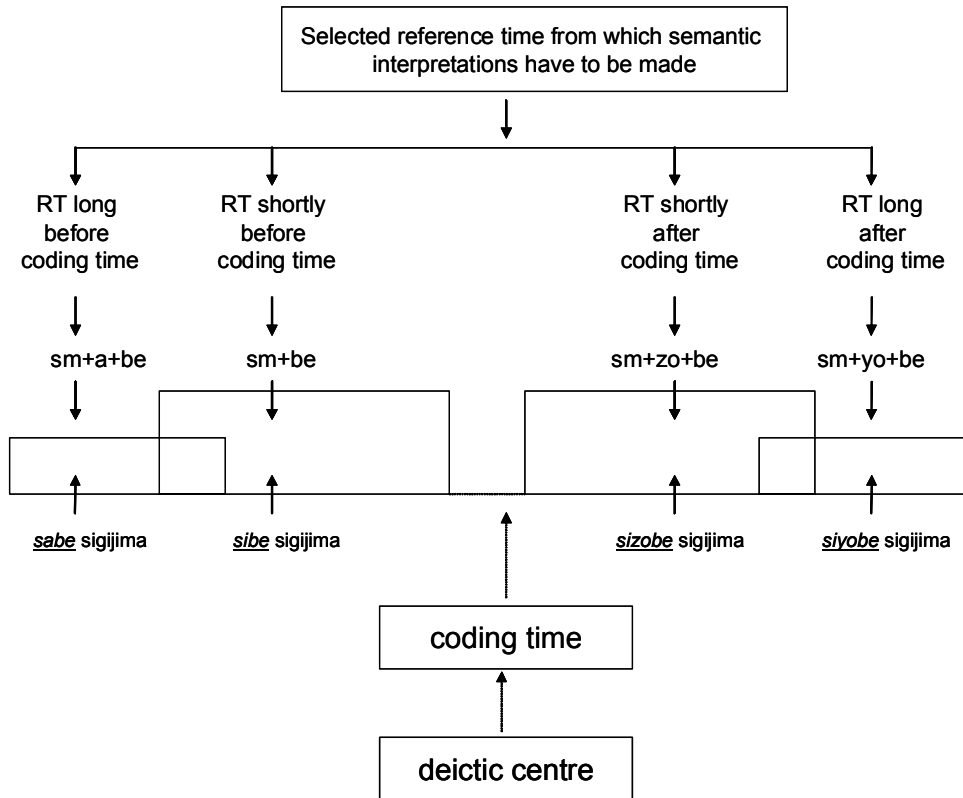 Selected reference time from which semantic
interpretations have to be made
RT long
before
coding time
RT shortly
before
coding time
RT shortly
after
coding time
RT long
after
coding time
sm+a+be
sm+be
sm+zo+be
sm+yo+be
sabe sigijima
sibe sigijima
sizobe sigijima
siyobe sigijima
coding time
deictic centre